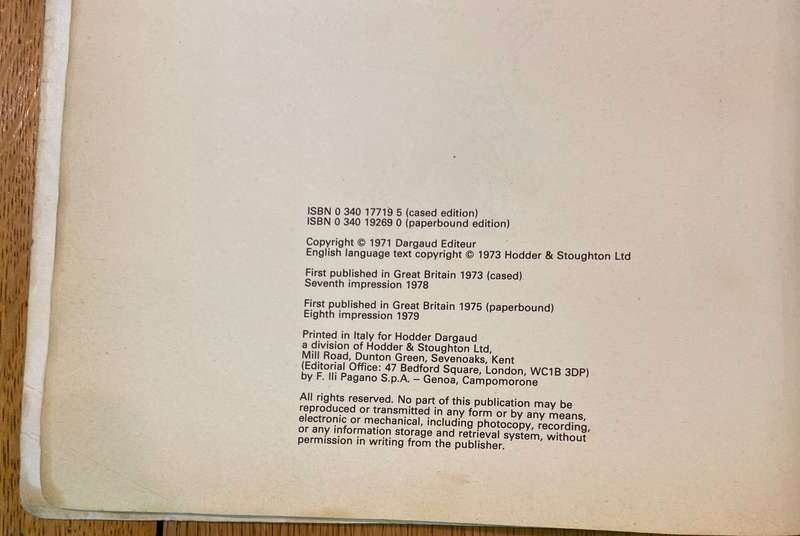 ISBN 0 340 17719 5 (cased edition)
ISBN 0 340 19269 0 (paperbound edition)
Copyright © 1971 Dargaud Editeur
English language text copyright © 1973 Hodder & Stoughton Ltd
First published in Great Britain 1973 (cased)
Seventh impression 1978
First published in Great Britain 1975 (paperbound)
Eighth impression 1979
Printed in Italy for Hodder Dargaud
a division of Hodder & Stoughton Ltd,
Mill Road, Dunton Green, Sevenoaks, Kent
(Editorial Office: 47 Bedford Square, London, WC1B 3DP)
by F. lli Pagano S.p.A. – Genoa, Campomorone
All rights reserved. No part of this publication may be
reproduced or transmitted in any form or by any means,
electronic or mechanical, including photocopy, recording,
or any information storage and retrieval system, without
permission in writing from the publisher.